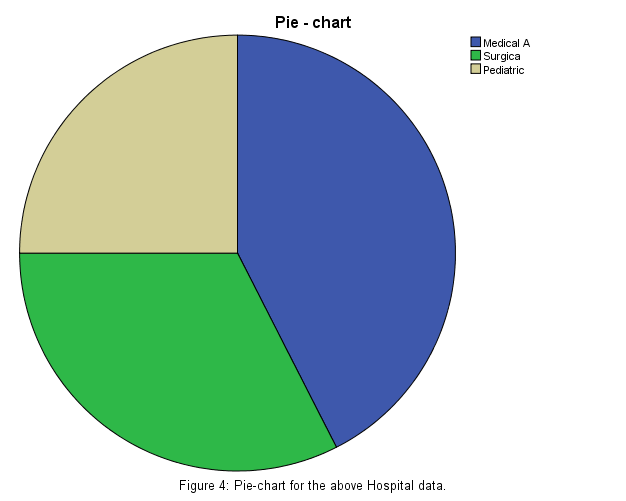 Pie - chart
Medical A
Surgica
Pediatric
Figure 4: Pie-chart for the above Hospital data.